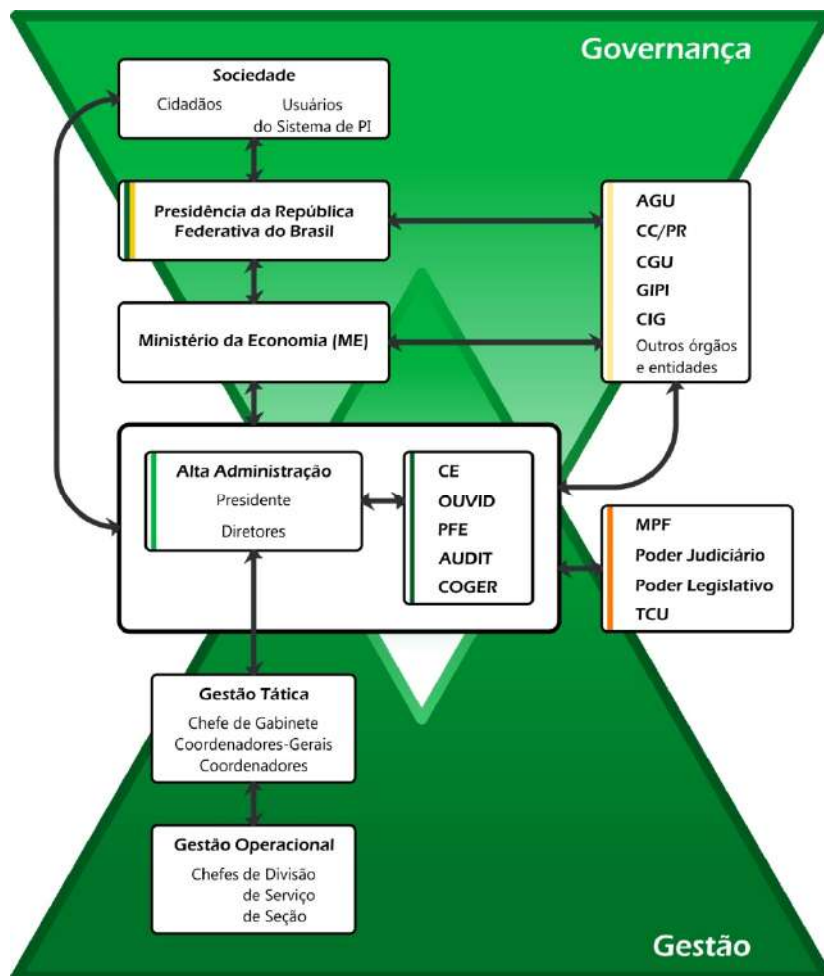 Governança
Sociedade
Cidadãos
Usuários
do Sistema de PI
Presidência da República
Federativa do Brasil
Ministério da Economia (ME)
AGU
CC/PR
CGU
GIPI
CIG
Outros órgãos
e entidades
Alta Administração
Presidente
Diretores
CE
OUVID
PFE
AUDIT
COGER
MPF
Poder Judiciário
Poder Legislativo
TCU
Gestão Tática
Chefe de Gabinete
Coordenadores-Gerais
Coordenadores
Gestão Operacional
Chefes de Divisão
de Serviço
de Seção
Gestão